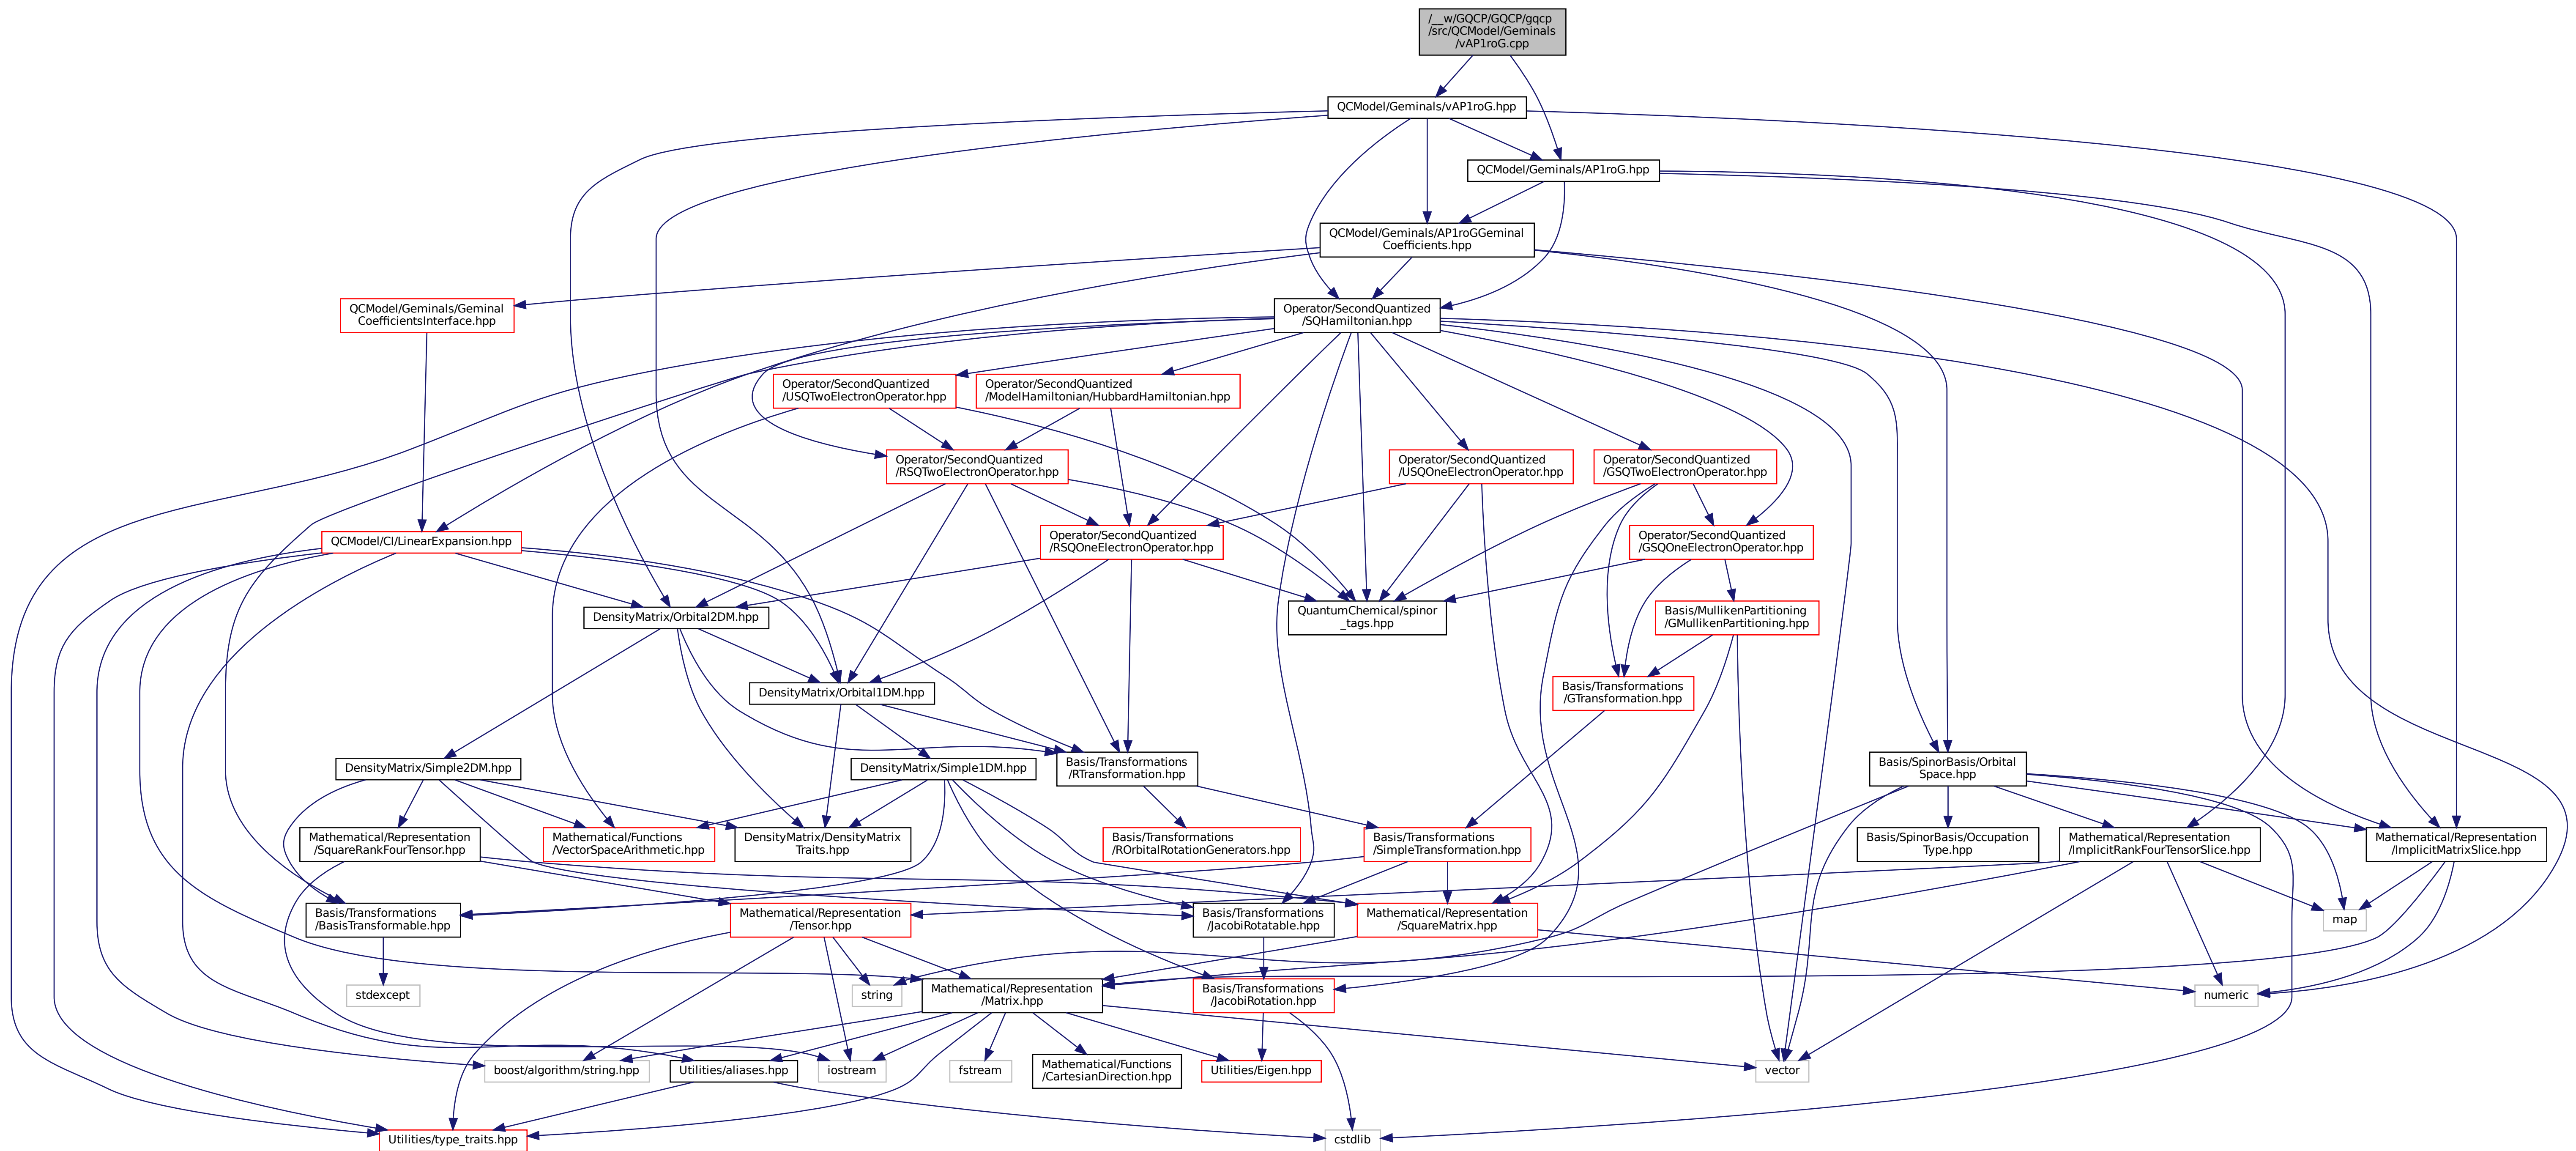 /__w/GQCP/GQCP/gqcp
/src/QCModel/Geminals
/vAP1roG.cpp
QCModel/Geminals/vAP1roG.hpp
QCModel/Geminals/AP1roG.hpp
QCModel/Geminals/AP1roGGeminal
Coefficients.hpp
QCModel/Geminals/Geminal
CoefficientsInterface.hpp
Operator/SecondQuantized
/SQHamiltonian.hpp
Operator/SecondQuantized
/USQTwoElectronOperator.hpp
Operator/SecondQuantized
/ModelHamiltonian/HubbardHamiltonian.hpp
Operator/SecondQuantized
/RSQTwoElectronOperator.hpp
Operator/SecondQuantized
/USQOneElectronOperator.hpp
Operator/SecondQuantized
/GSQTwoElectronOperator.hpp
QCModel/CI/LinearExpansion.hpp
Operator/SecondQuantized
/RSQOneElectronOperator.hpp
Operator/SecondQuantized
/GSQOneElectronOperator.hpp
DensityMatrix/Orbital2DM.hpp
QuantumChemical/spinor
_tags.hpp
Basis/MullikenPartitioning
/GMullikenPartitioning.hpp
DensityMatrix/Orbital1DM.hpp
Basis/Transformations
/GTransformation.hpp
DensityMatrix/Simple2DM.hpp
DensityMatrix/Simple1DM.hpp
Basis/Transformations
/RTransformation.hpp
Basis/SpinorBasis/Orbital
Space.hpp
Mathematical/Representation
/SquareRankFourTensor.hpp
Mathematical/Functions
/VectorSpaceArithmetic.hpp
DensityMatrix/DensityMatrix
Traits.hpp
Basis/Transformations
/ROrbitalRotationGenerators.hpp
Basis/Transformations
/SimpleTransformation.hpp
Basis/SpinorBasis/Occupation
Type.hpp
Mathematical/Representation
/ImplicitRankFourTensorSlice.hpp
Mathematical/Representation
/ImplicitMatrixSlice.hpp
Basis/Transformations
/BasisTransformable.hpp
Mathematical/Representation
/Tensor.hpp
Basis/Transformations
/JacobiRotatable.hpp
Mathematical/Representation
/SquareMatrix.hpp
map
stdexcept
string
Mathematical/Representation
/Matrix.hpp
Basis/Transformations
/JacobiRotation.hpp
numeric
boost/algorithm/string.hpp
Utilities/aliases.hpp
iostream
fstream
Mathematical/Functions
/CartesianDirection.hpp
Utilities/Eigen.hpp
vector
Utilities/type_traits.hpp
cstdlib